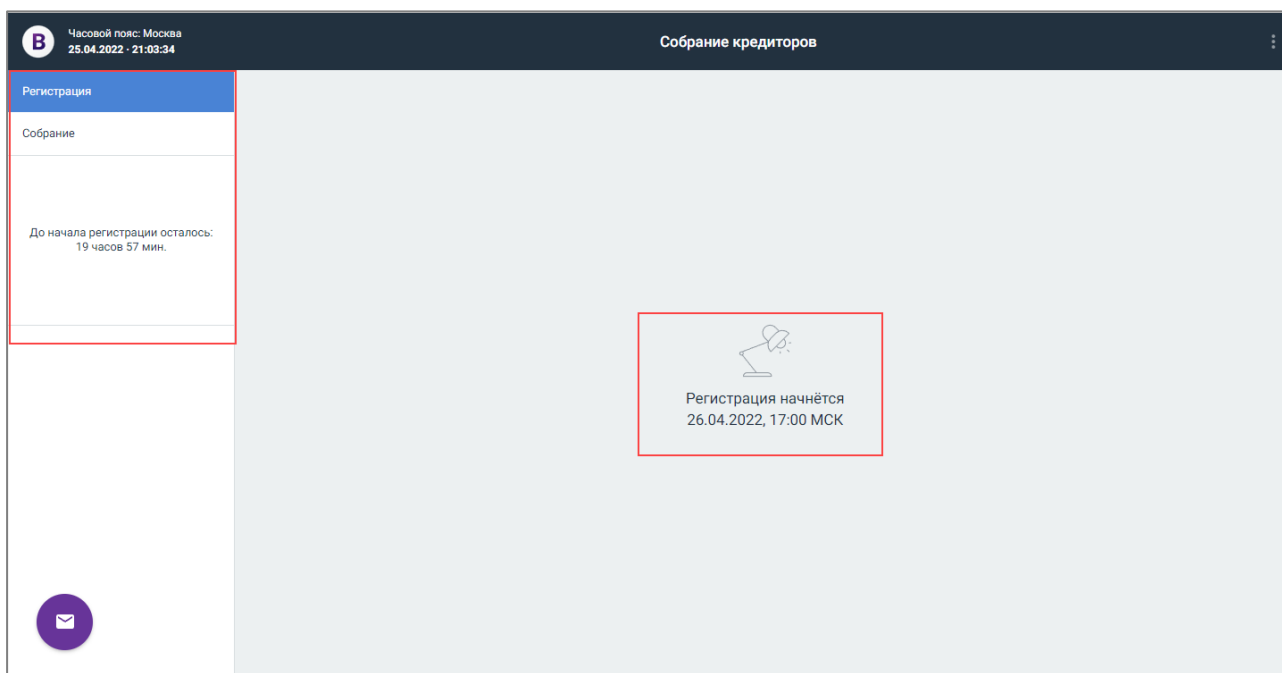 B
Часовой пояс: Москва
25.04.2022 · 21:03:34
Собрание кредиторов
Регистрация
Собрание
До начала регистрации осталось:
19 часов 57 мин.
Регистрация начнётся
26.04.2022, 17:00 МСК